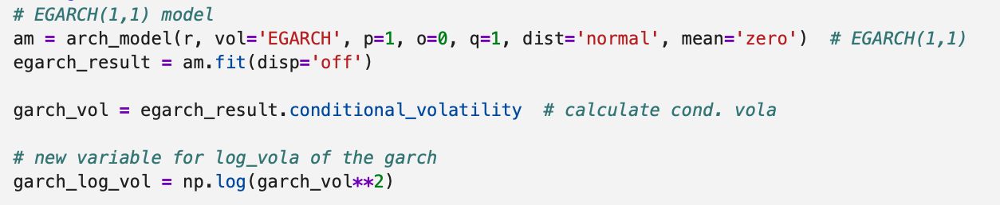 # EGARCH(1,1) model
am = arch_model(r, vol='EGARCH', p=1, o=0, q=1, dist='normal', mean='zero')  # EGARCH(1,1)
egarch_result = am.fit(disp='off')
garch_vol = egarch_result.conditional_volatility  # calculate cond. vola
# new variable for log_vola of the garch
garch_log_vol = np.log(garch_vol**2)